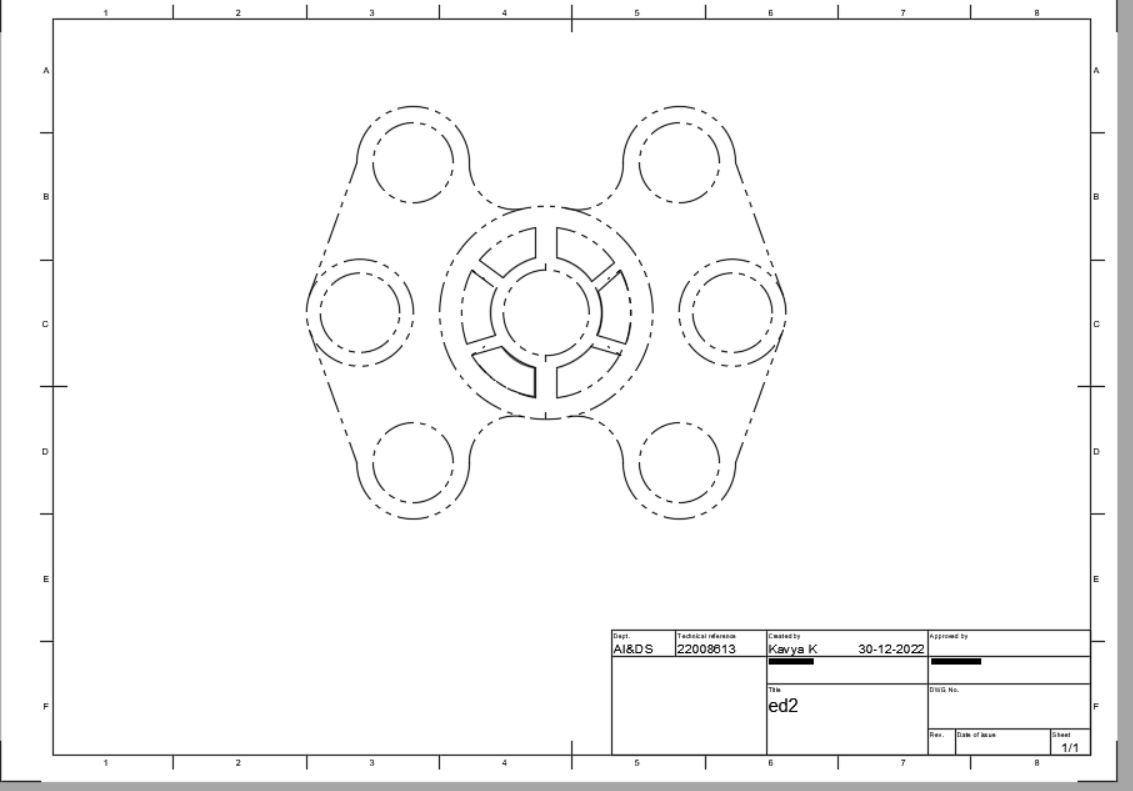 1 2 3 4 5 6 7 8
A A
B B
C C
D D
E E
Dept. Technical reference Created by Approved by
AI&DS 22008613 Kavya K 30-12-2022
Title DWG No.
ed2
F F
Rev. Date of issue Sheet
1/1
1 2 3 4 5 6 7 8